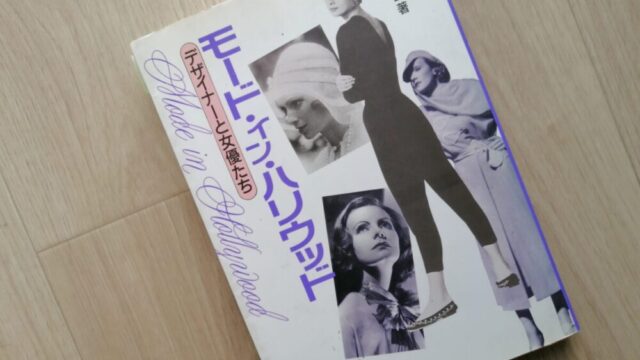 モード・イン・ハリウッド
デザイナーと女優たち
Mode in Hollywood
著